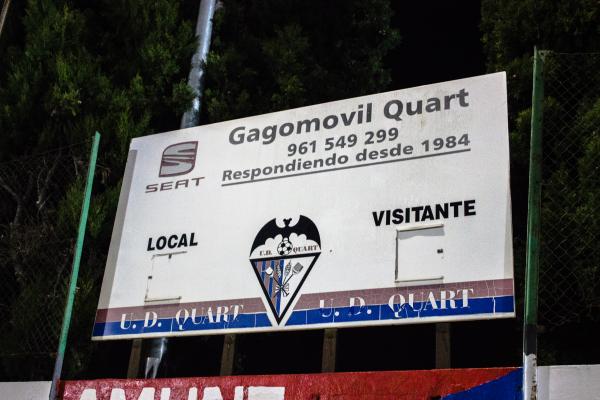 Gagomovil Quart
961 549 299
Respondiendo desde 1984
SEAT
LOCAL
VISITANTE
U.D. QUART
U. D. QUART U. D. QUART